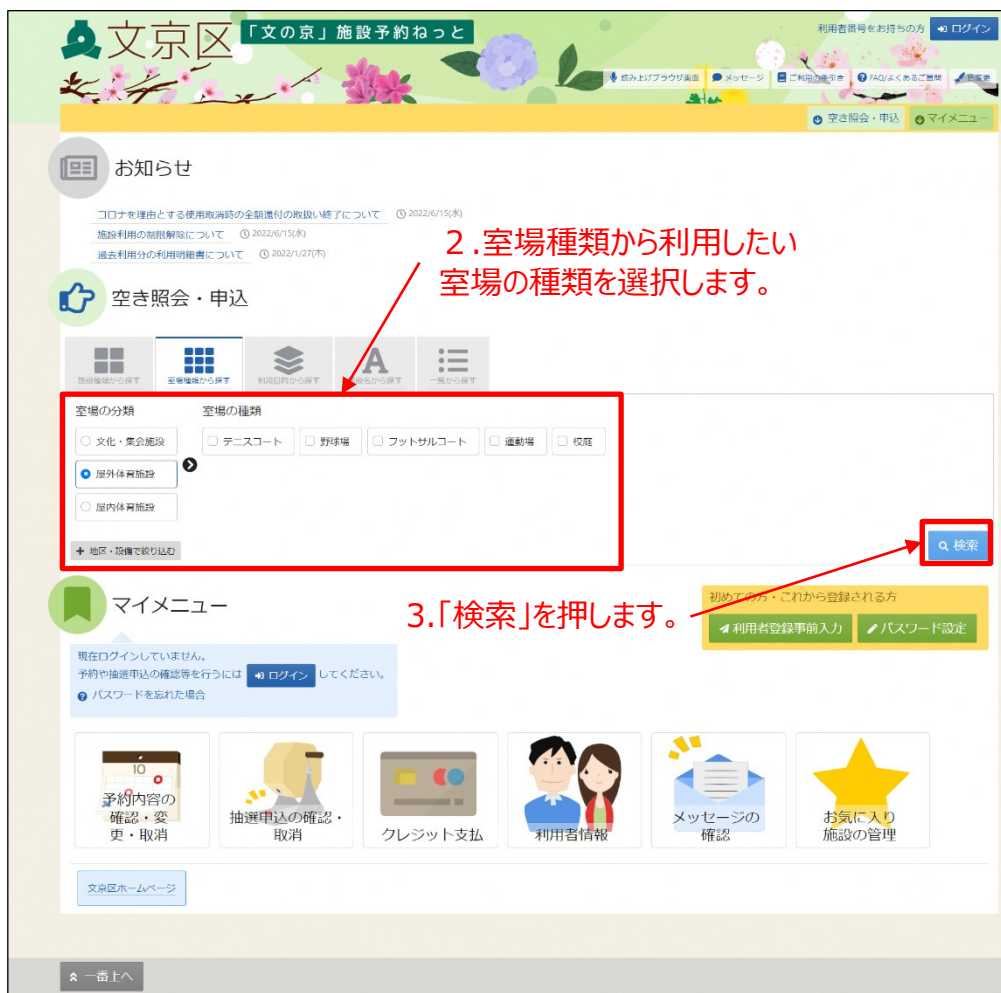 文京区
「文の京」施設予約ねっと
利用者番号をお持ちの方 ログイン
読み上げブラウザ画面 メッセージ ご利用の手引き FAQ/よくあるご質問 色変更
空き照会・申込 マイメニュー
お知らせ
コロナを理由とする使用取消時の全額還付の取扱い終了について 2022/6/15(水)
施設利用の制限解除について 2022/6/15(水)
過去利用分の利用明細書について 2022/1/27(木)
2.室場種類から利用したい
室場の種類を選択します。
空き照会・申込
施設種類から探す 室場種類から探す 利用目的から探す 設名から探す 一覧から探す
室場の分類 室場の種類
文化・集会施設 テニスコート 野球場 フットサルコート 運動場 校庭
屋外体育施設
屋内体育施設
地区・設備で絞り込む
検索
マイメニュー
3.「検索」を押します。
初めての方・これから登録される方
利用者登録事前入力 パスワード設定
現在ログインしていません。
予約や抽選申込の確認等を行うには ログイン してください。
パスワードを忘れた場合
10
予約内容の
確認・変
更・取消
抽選申込の確認・
取消
クレジット支払
利用者情報
メッセージの
確認
お気に入り
施設の管理
文京区ホームページ
一番上へ